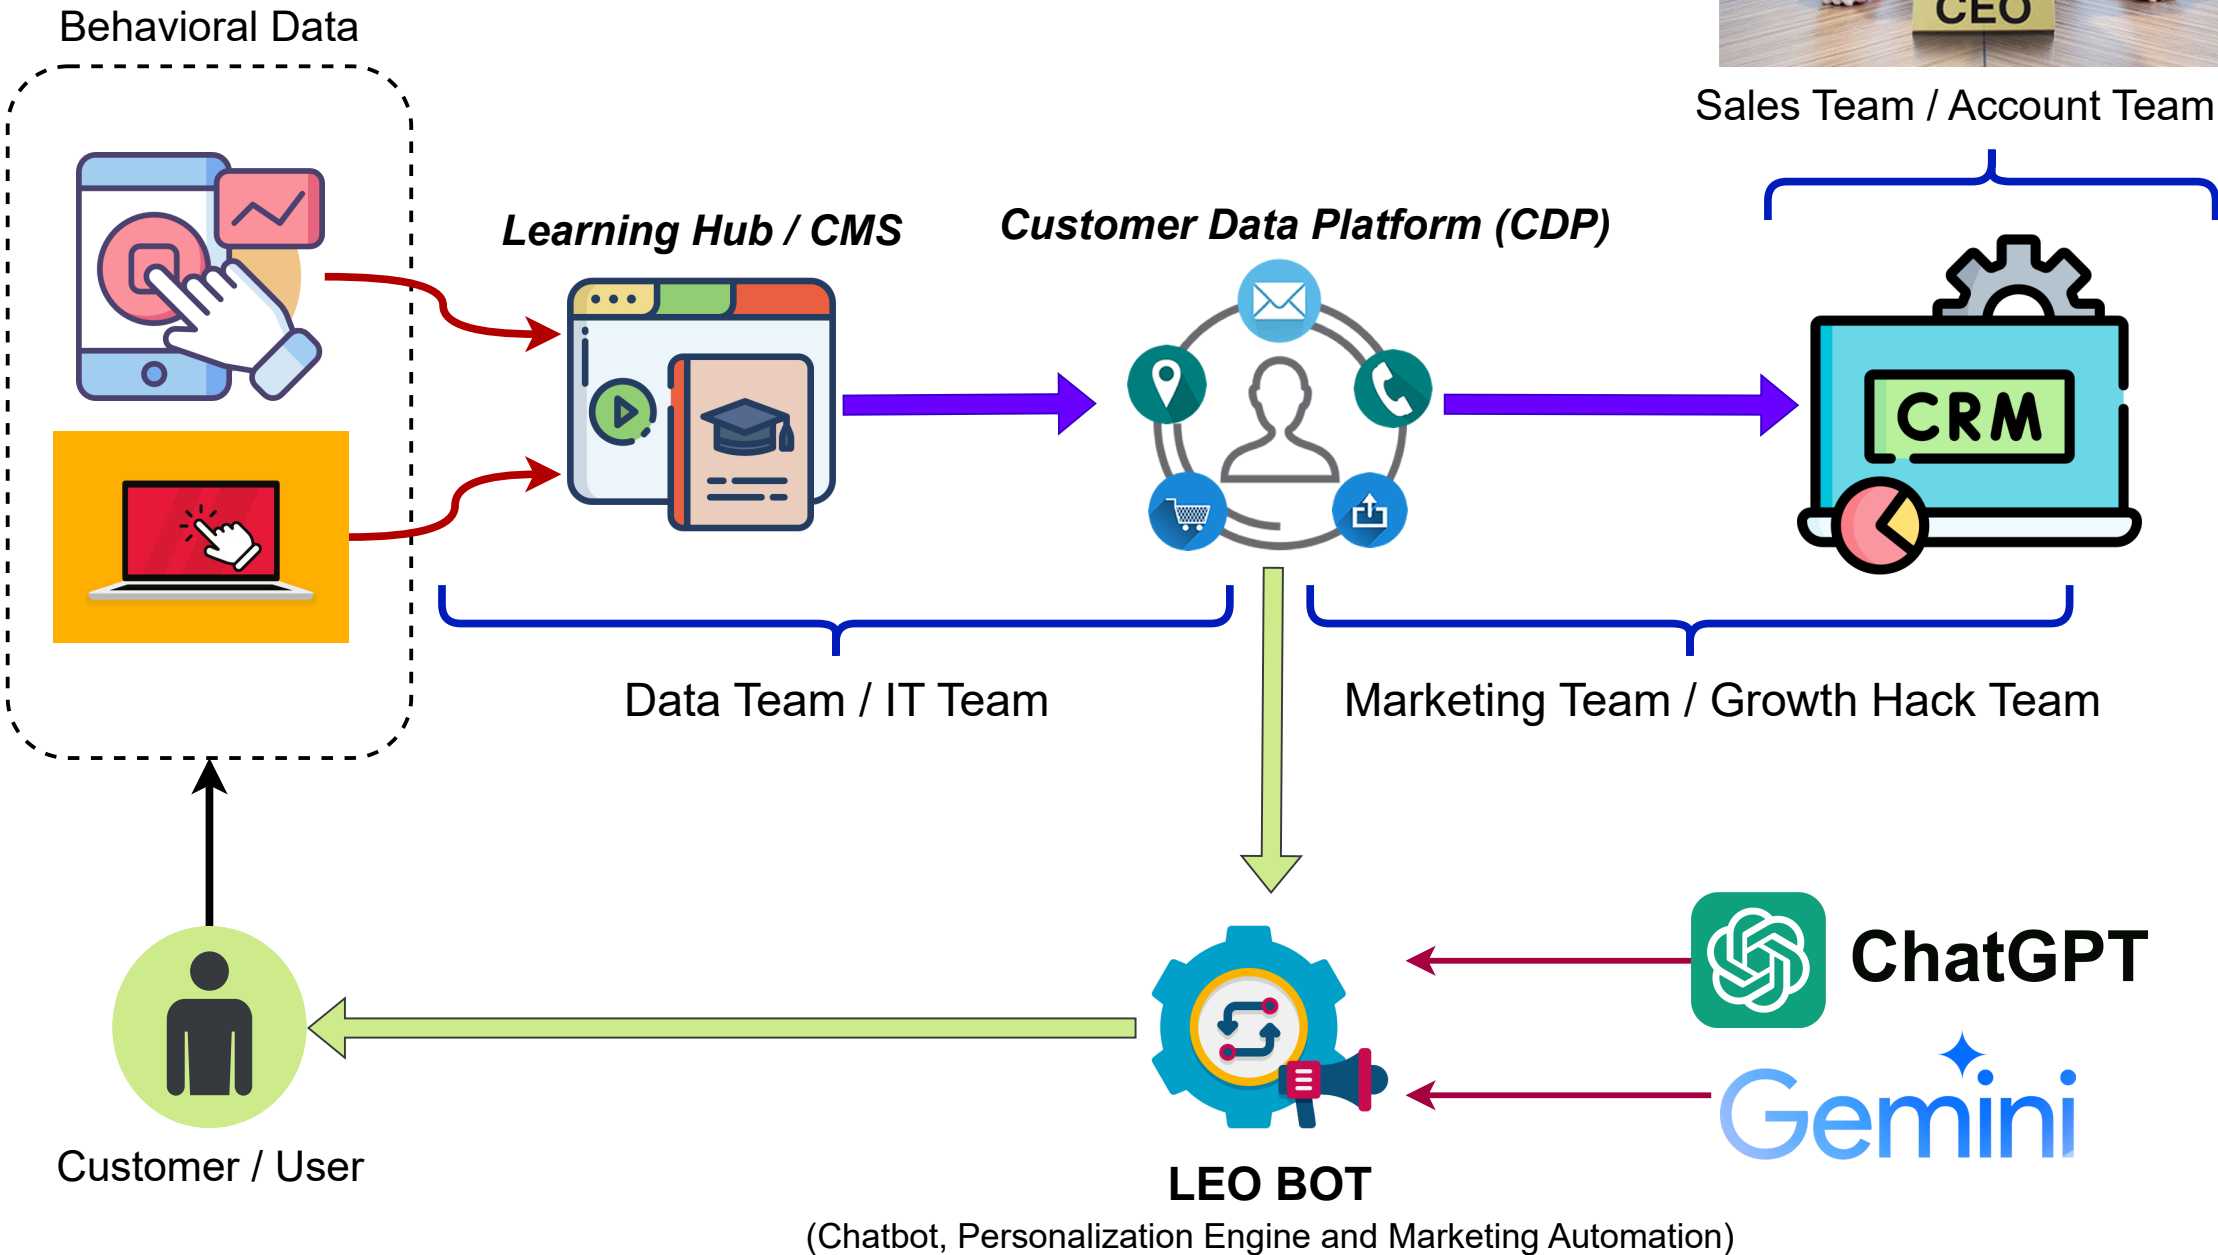 Behavioral Data
CEO
Sales Team / Account Team
Learning Hub / CMS
Customer Data Platform (CDP)
CRM
Data Team / IT Team
Marketing Team / Growth Hack Team
ChatGPT
Gemini
Customer / User
LEO BOT
(Chatbot, Personalization Engine and Marketing Automation)